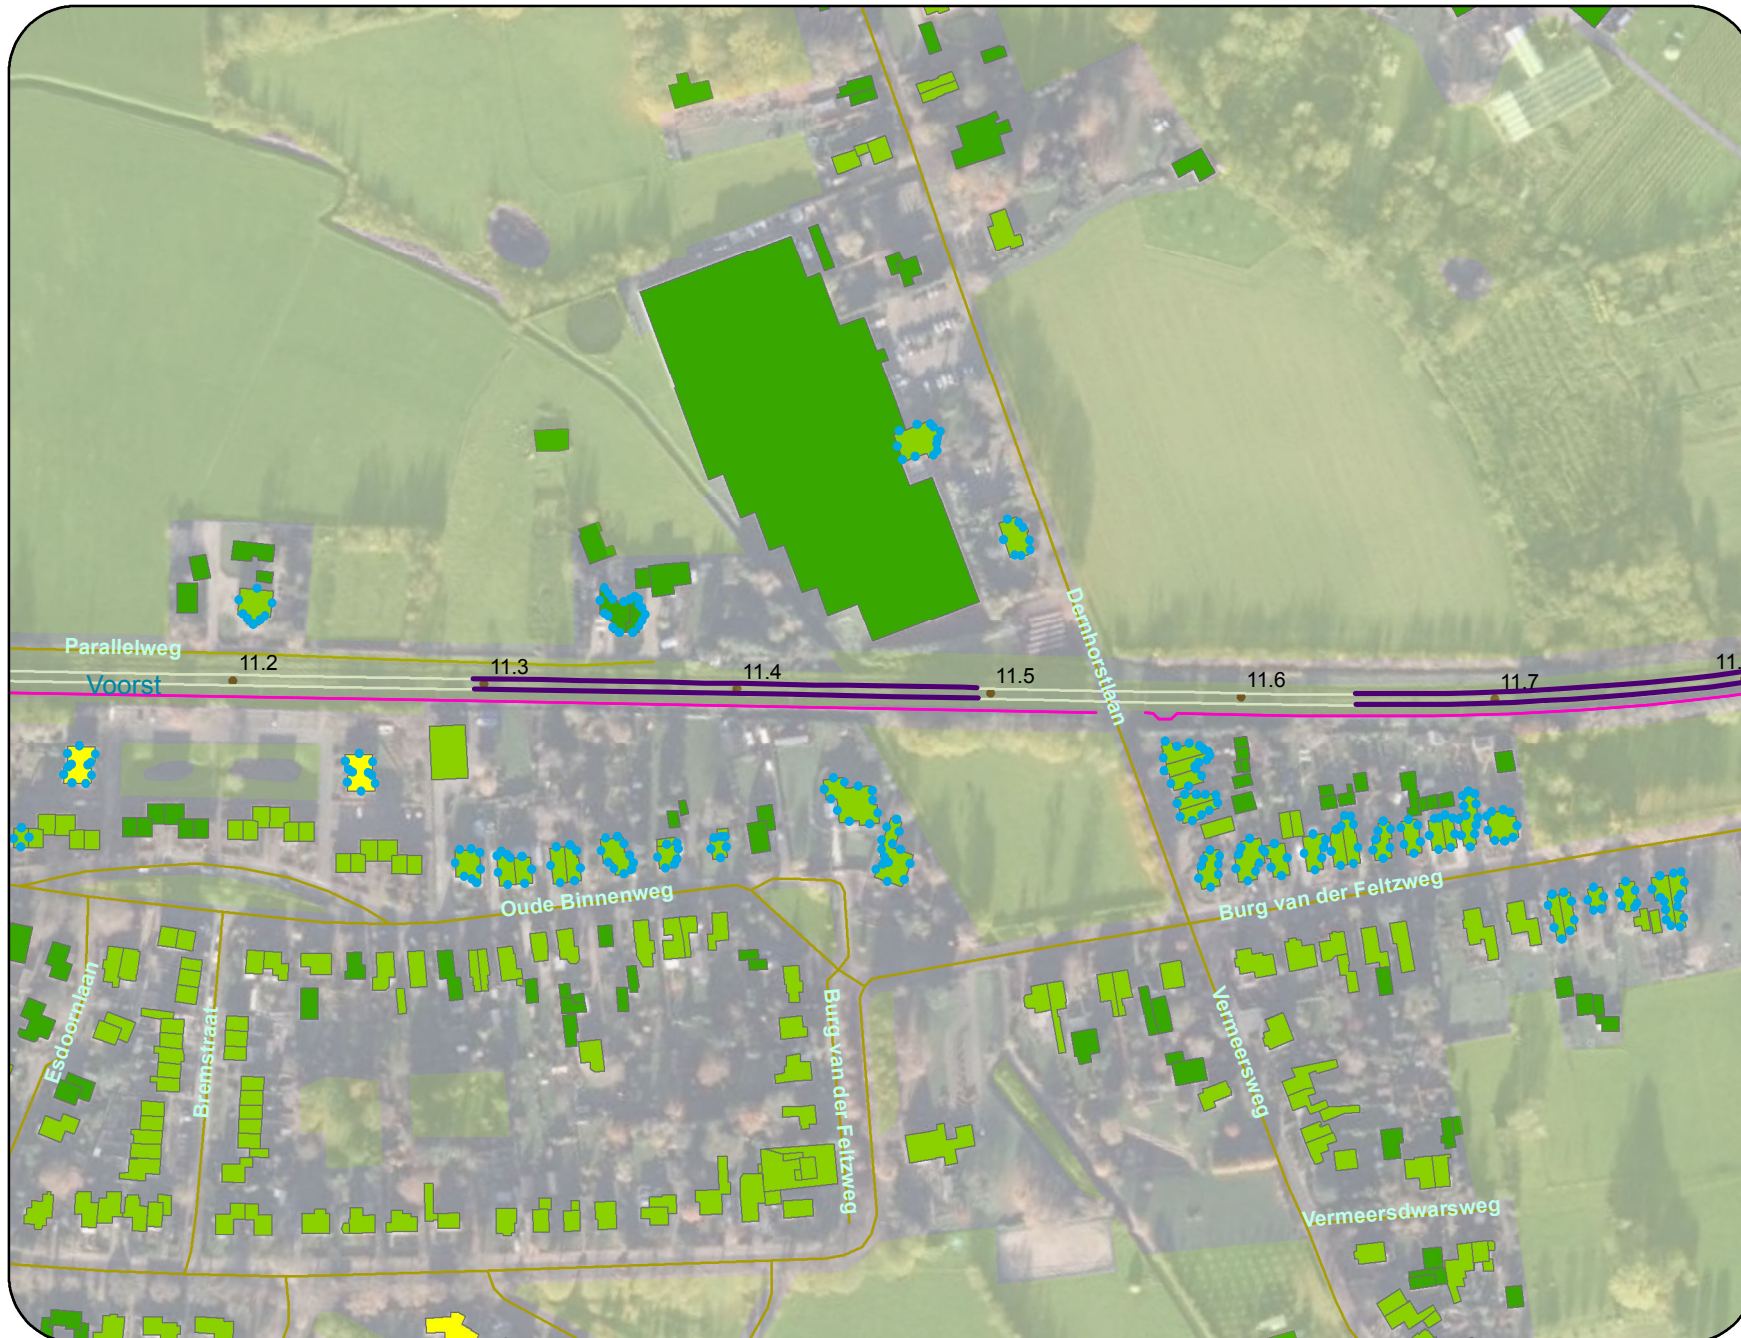 Dernhorstlaan
Parallelweg
11.2
11.3
11.4
11.5
11.6
11.7
11.
Voorst
Oude Binnenweg
Burg van der Feltzweg
Esdoornlaan
Bremstraat
Burg van der Feltzweg
Vermeersweg
Vermeersdwarsweg